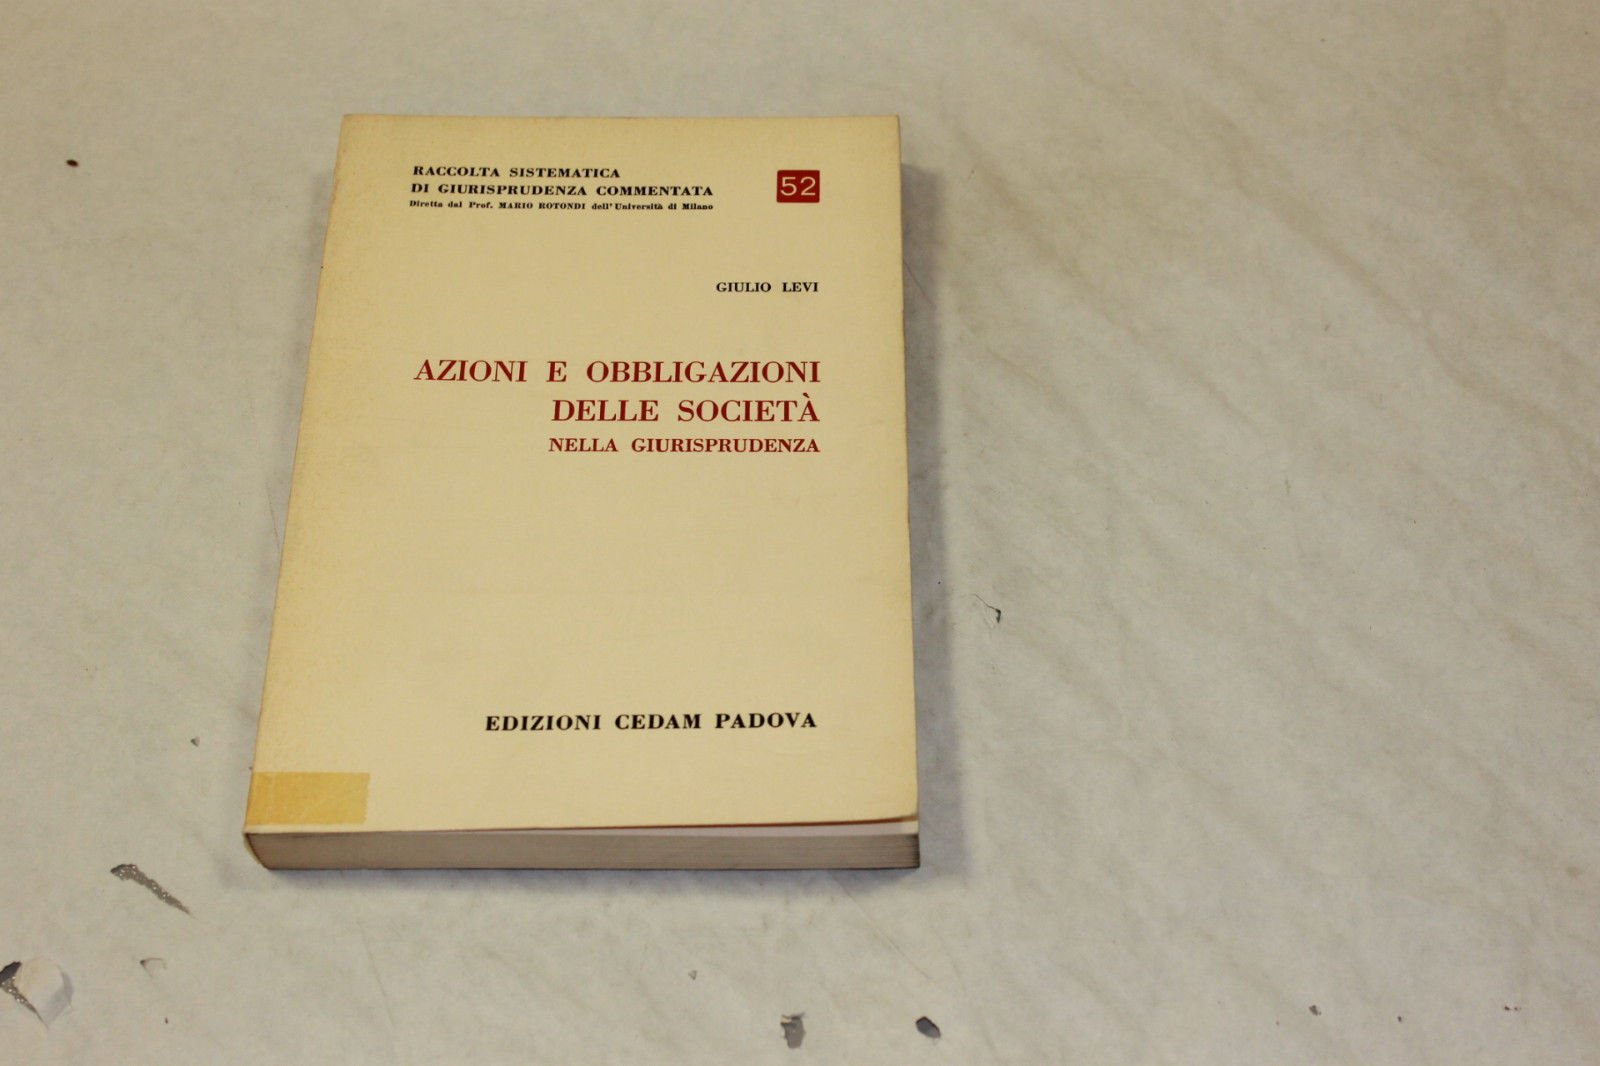 RACCOLTA SISTEMATICA
DI GIURISPRUDENZA COMMENTATA
Diretta dal Prof. MARIO ROTONDI dell'Università di Milano
52
GIULIO LEVI
AZIONI E OBBLIGAZIONI
DELLE SOCIETÀ
NELLA GIURISPRUDENZA
EDIZIONI CEDAM PADOVA